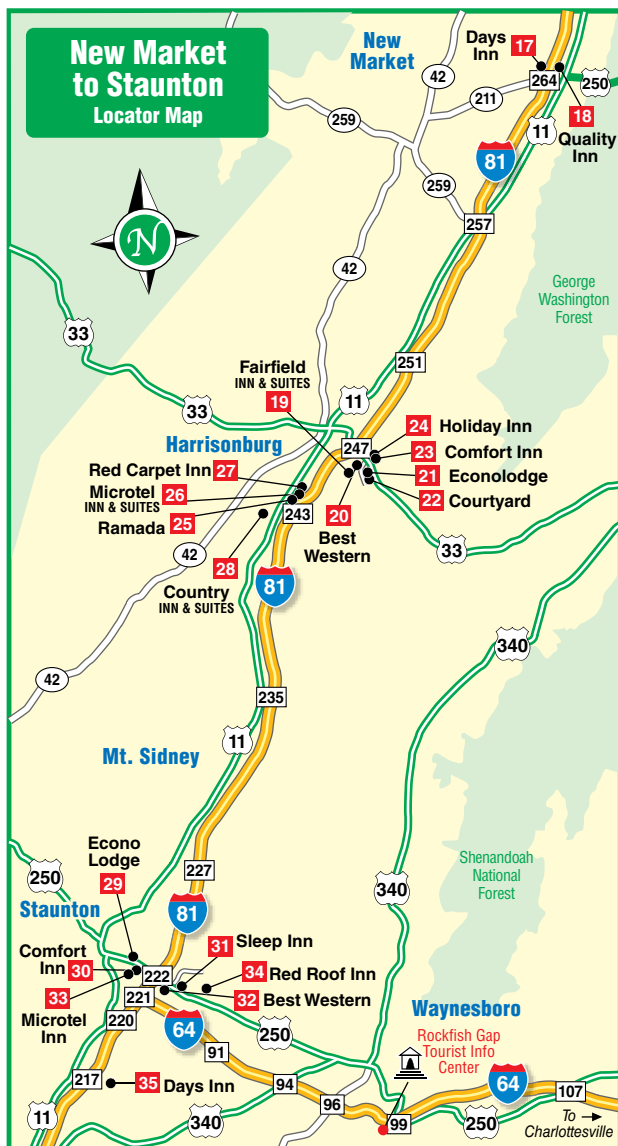 New Market
to Staunton
Locator Map
N
New
Market
Days
Inn
17
42
264
250
211
18
Quality
Inn
259
11
81
259
257
42
George
Washington
Forest
33
251
Fairfield
INN & SUITES
19
11
33
24 Holiday Inn
247
23 Comfort Inn
Harrisonburg
21 Econolodge
Red Carpet Inn 27
22 Courtyard
Microtel 26
INN & SUITES
Ramada 25
243
20
Best
Western
33
42
28
Country
INN & SUITES
81
340
42
235
11
Mt. Sidney
Econo
Lodge
227
Shenandoah
National
Forest
250
29
340
Staunton
81
31 Sleep Inn
Comfort
Inn 30
222
34 Red Roof Inn
33
221
32 Best Western
Microtel
Inn
220
64
Waynesboro
250
Rockfish Gap
Tourist Info
Center
91
217
35 Days Inn
94
64
107
96
11
340
99
250
To →
Charlottesville